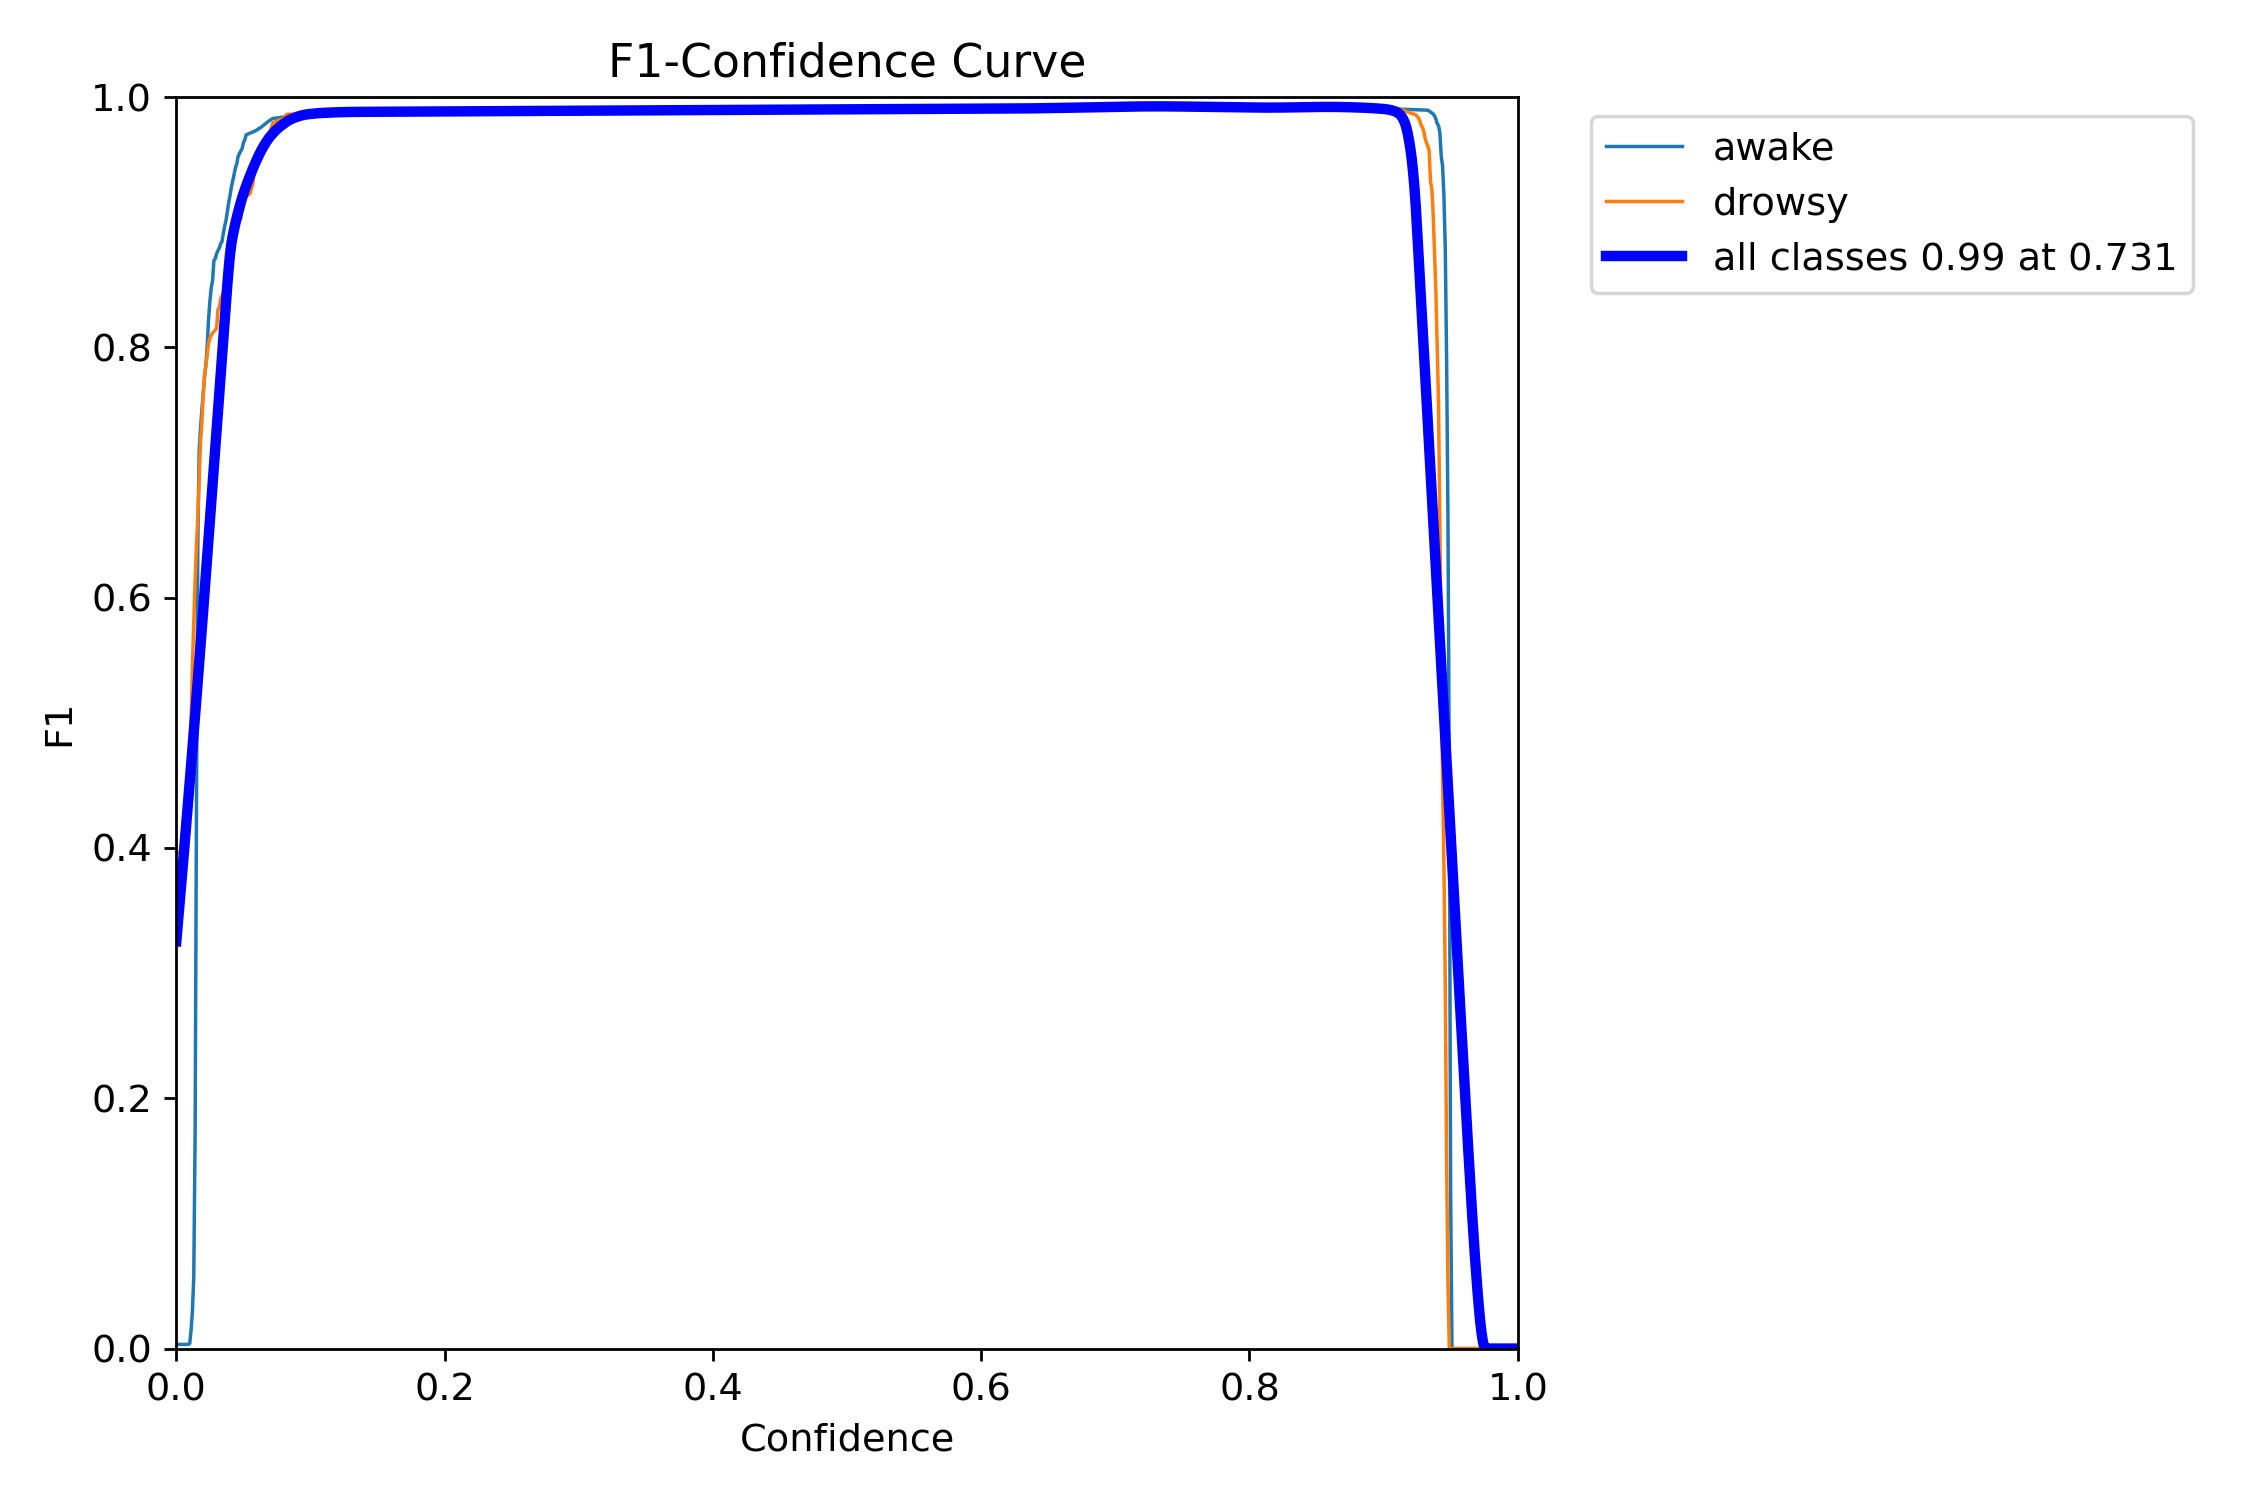 F1-Confidence Curve
1.0
0.8
0.6
0.4
0.2
0.0
F1
0.0 0.2 0.4 0.6 0.8 1.0
Confidence
awake
drowsy
all classes 0.99 at 0.731